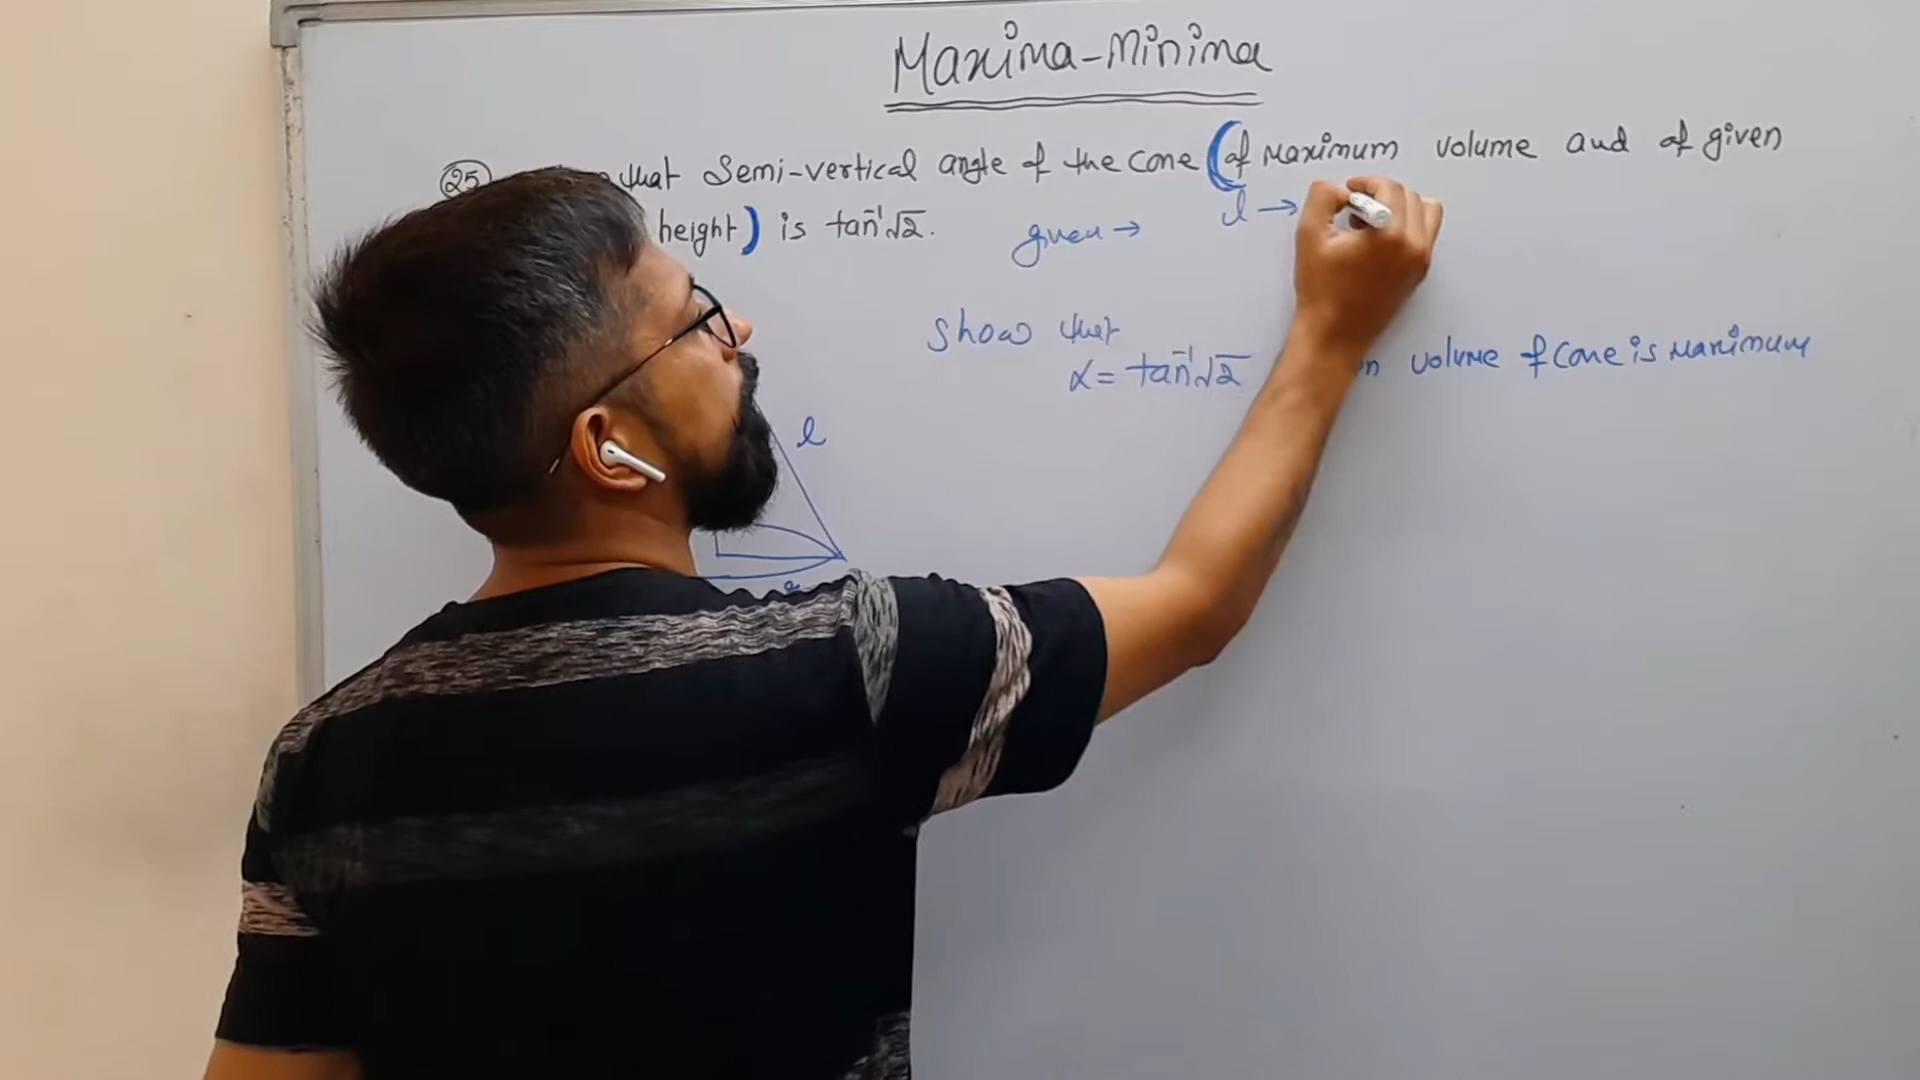 Maxima-Minima
25 that Semi-vertical angle of the Cone (of Maximum volume and of given
height) is tan⁻¹√2.
given → l →
Show that
α = tan⁻¹√2 volume of Cone is Maximum
l